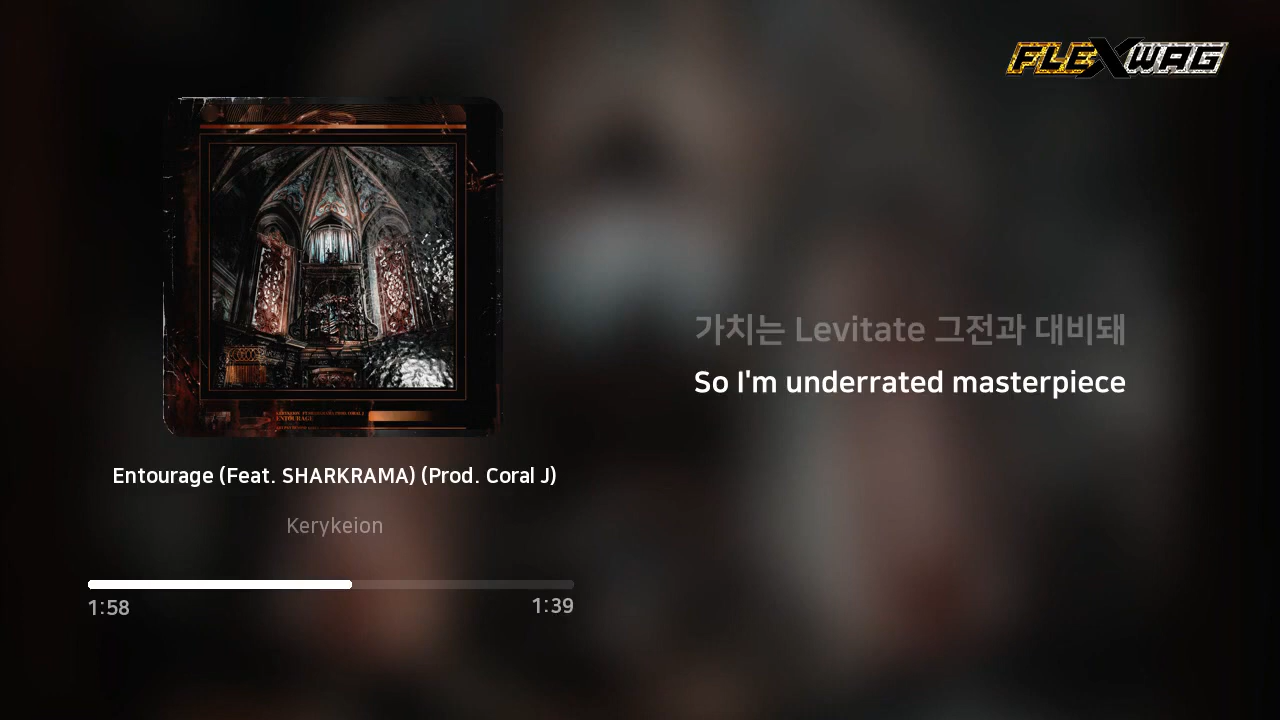 FLEXWAG
가치는 Levitate 그전과 대비돼
So I'm underrated masterpiece
ENTOURAGE
Entourage (Feat. SHARKRAMA) (Prod. Coral J)
Kerykeion
1:58
1:39